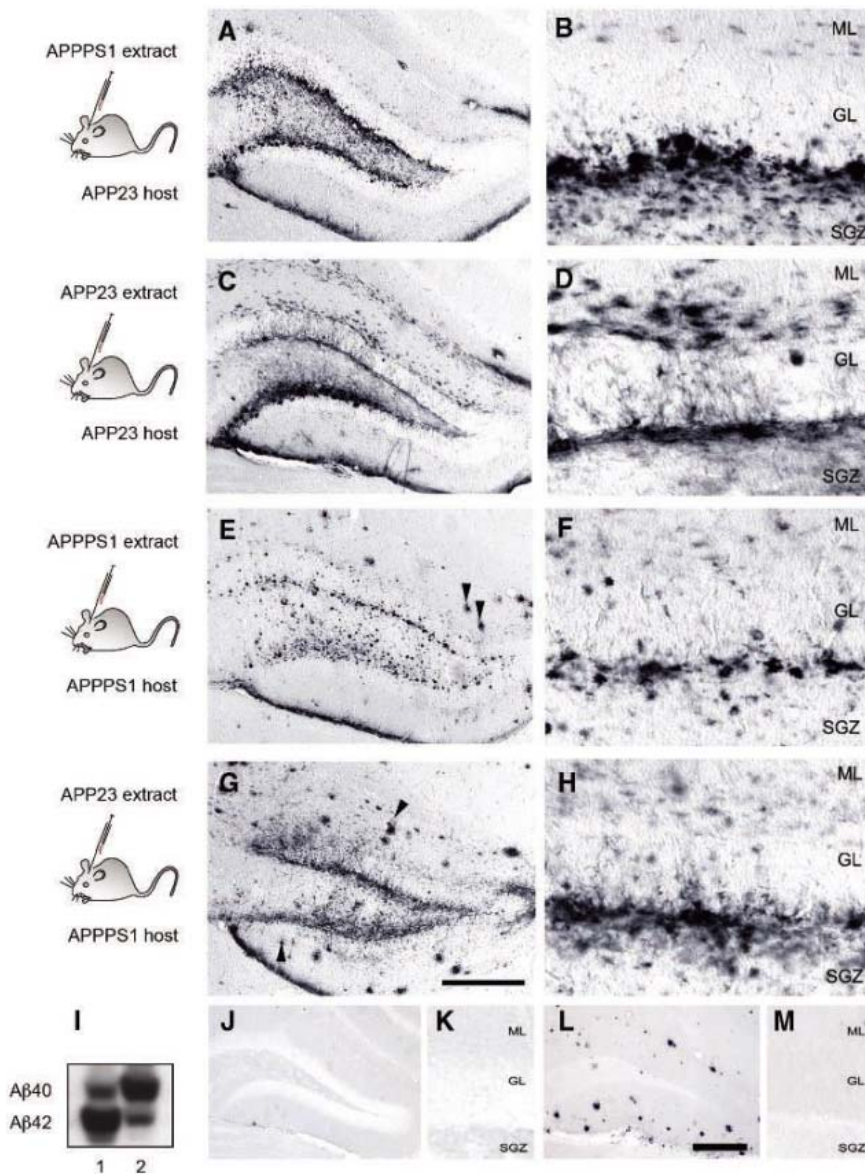 APPPS1 extract
APP23 host
A
B
ML
GL
SGZ
APP23 extract
APP23 host
C
D
ML
GL
SGZ
APPPS1 extract
APPPS1 host
E
F
ML
GL
SGZ
APP23 extract
APPPS1 host
G
H
ML
GL
SGZ
I
Aβ40
Aβ42
1 2
J
K
ML
GL
SGZ
L
M
ML
GL
SGZ